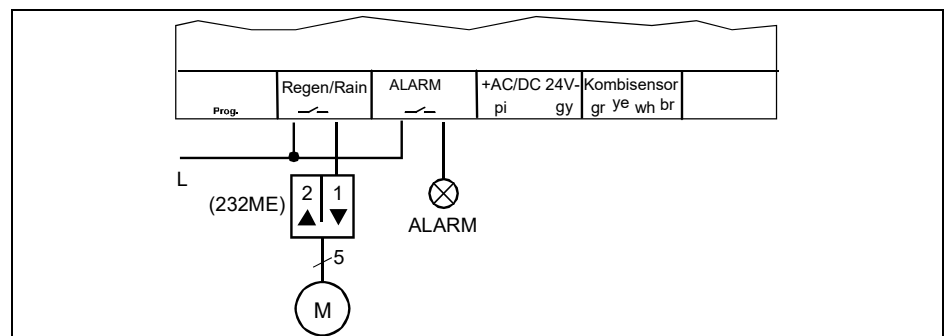 Regen/Rain ALARM +AC/DC 24V- Kombisensor
Prog. pi gy gr ye wh br
L
(232ME) 2 1
ALARM
5
M